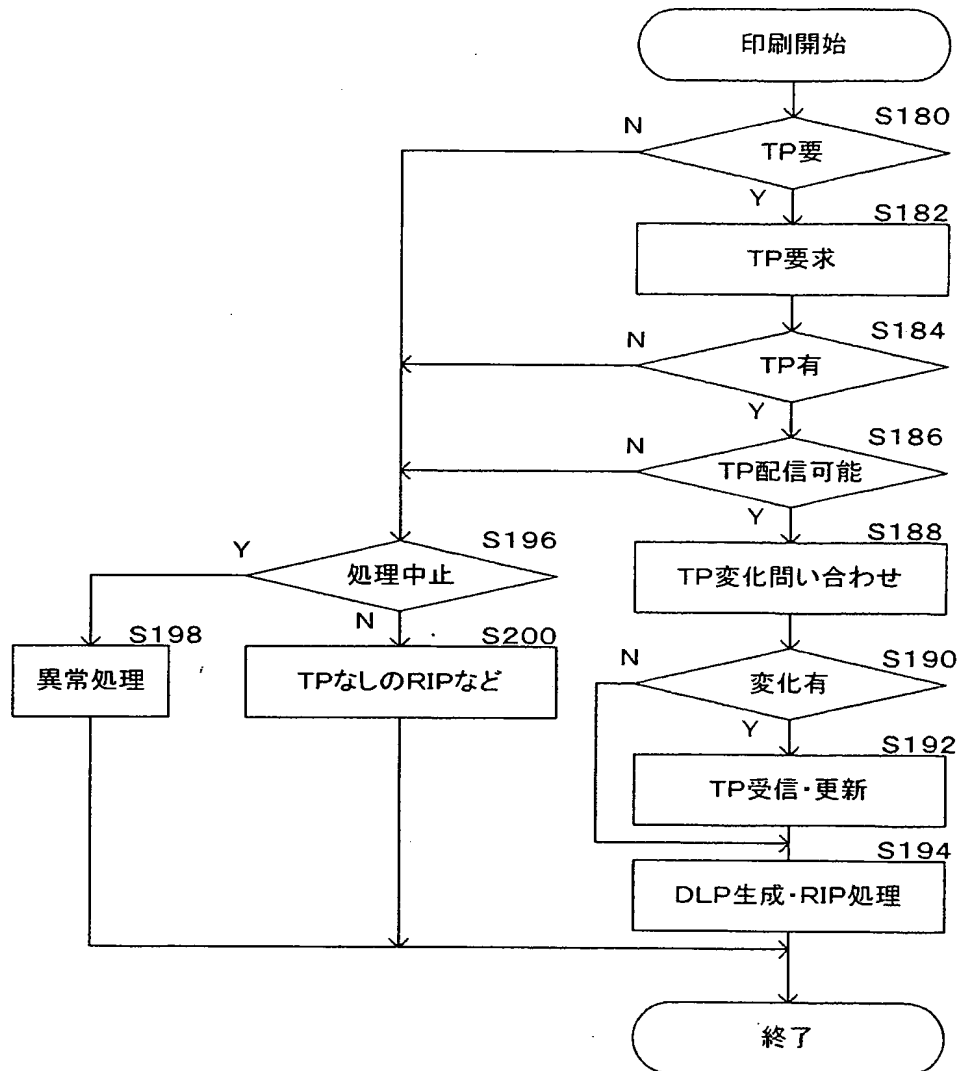 印刷開始
S180
N
TP要
Y
S182
TP要求
S184
N
TP有
Y
S186
N
TP配信可能
Y
S188
TP変化問い合わせ
S196
Y
処理中止
N
S198
異常処理
S200
TPなしのRIPなど
S190
N
変化有
Y
S192
TP受信・更新
S194
DLP生成・RIP処理
終了